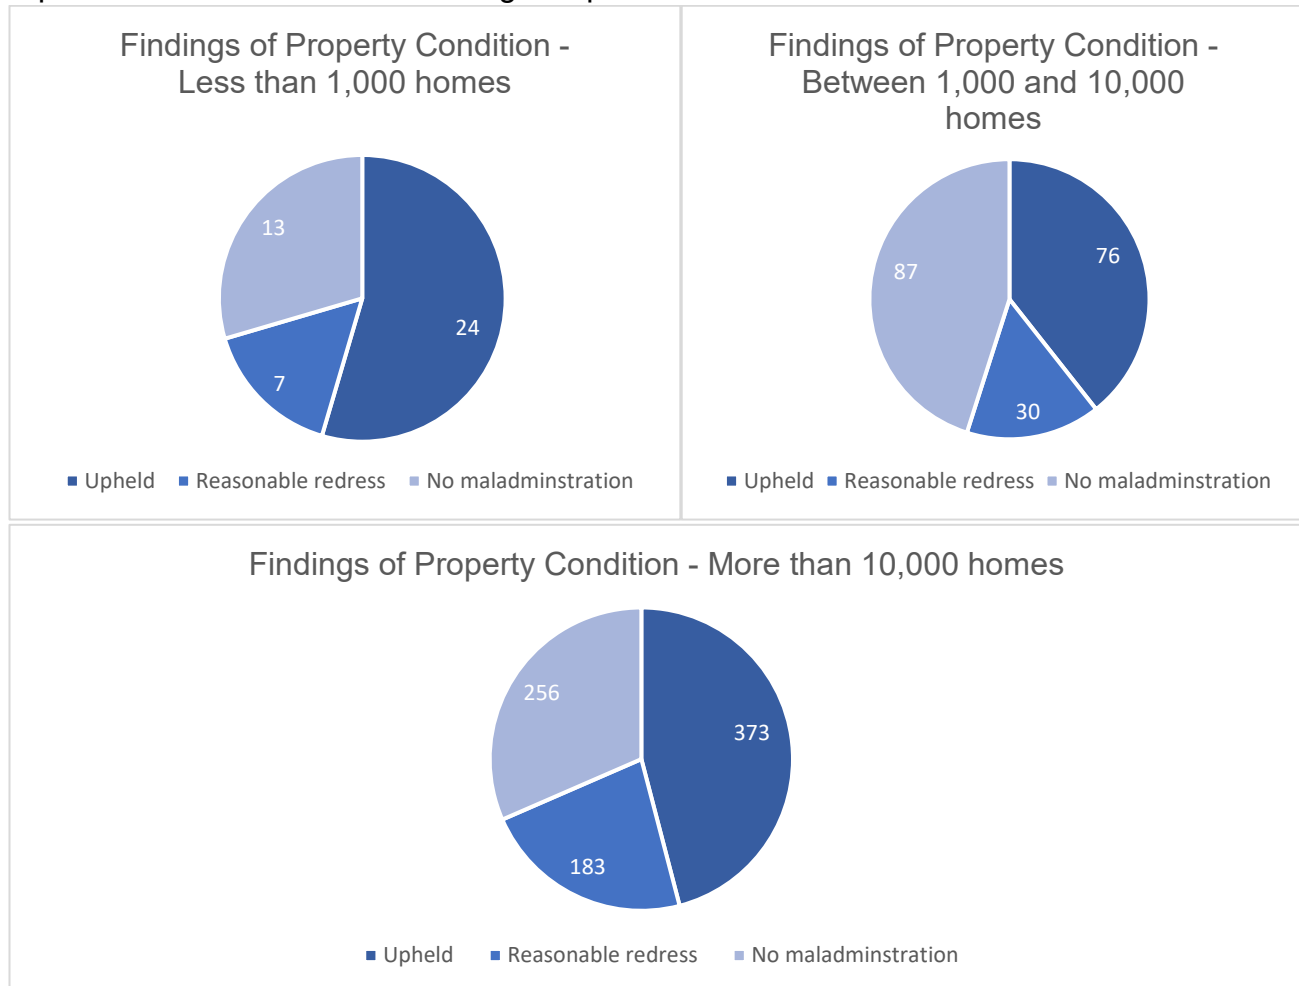 Findings of Property Condition -
Less than 1,000 homes
13
24
7
Upheld Reasonable redress No maladminstration
Findings of Property Condition -
Between 1,000 and 10,000
homes
76
87
30
Upheld Reasonable redress No maladminstration
Findings of Property Condition - More than 10,000 homes
256
373
183
Upheld Reasonable redress No maladminstration